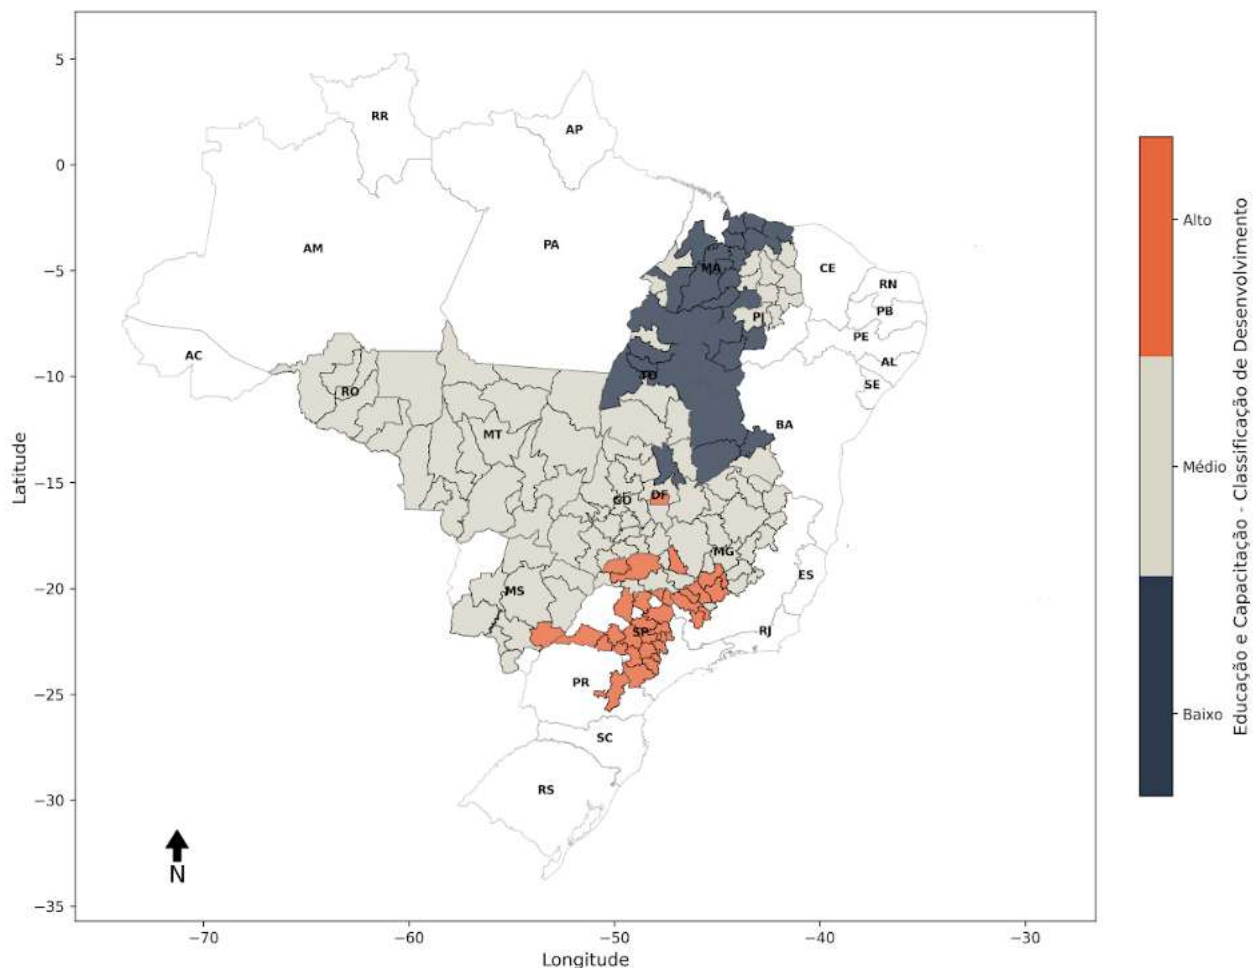 5
0
−5
−10
−15
−20
−25
−30
−35
Latitude
RR
AP
AM
PA
MA
CE
RN
PB
PI
PE
AL
SE
AC
TO
RO
BA
MT
DF
GO
MG
ES
MS
SP
RJ
PR
SC
RS
N
−70
−60
−50
−40
−30
Longitude
Alto
Médio
Baixo
Educação e Capacitação - Classificação de Desenvolvimento